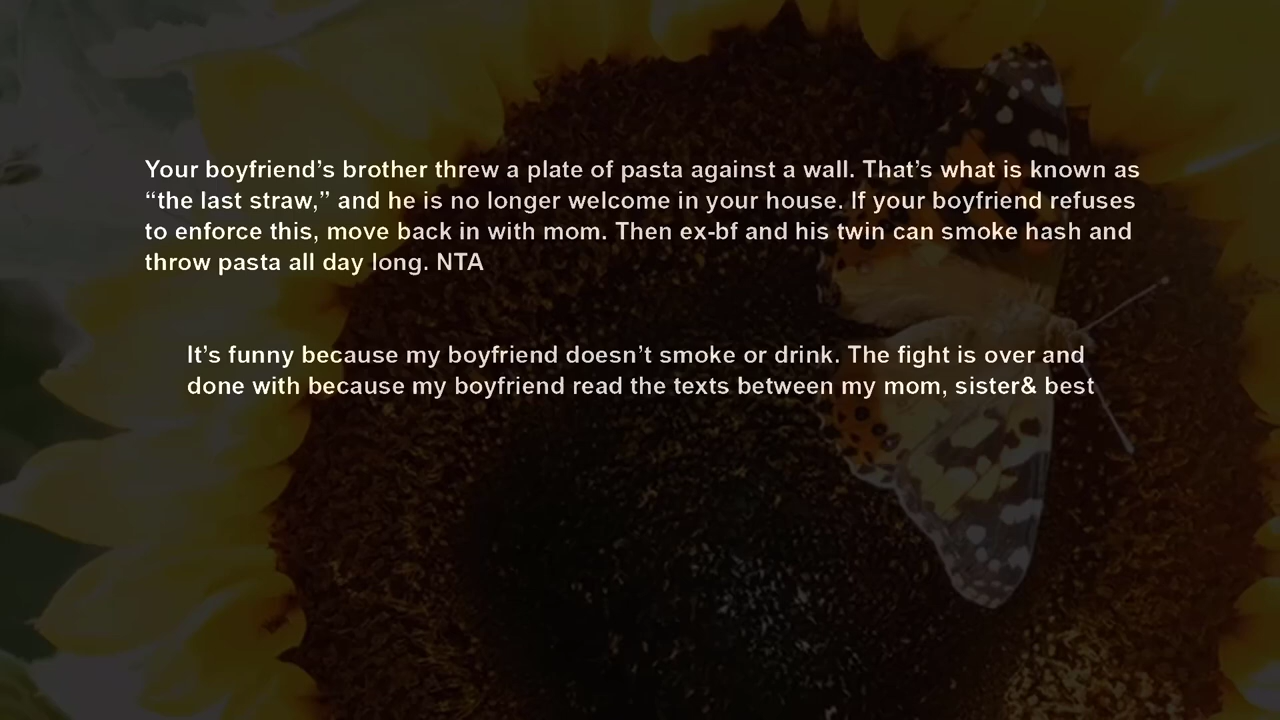 Your boyfriend’s brother threw a plate of pasta against a wall. That’s what is known as
“the last straw,” and he is no longer welcome in your house. If your boyfriend refuses
to enforce this, move back in with mom. Then ex-bf and his twin can smoke hash and
throw pasta all day long. NTA
It’s funny because my boyfriend doesn’t smoke or drink. The fight is over and
done with because my boyfriend read the texts between my mom, sister& best